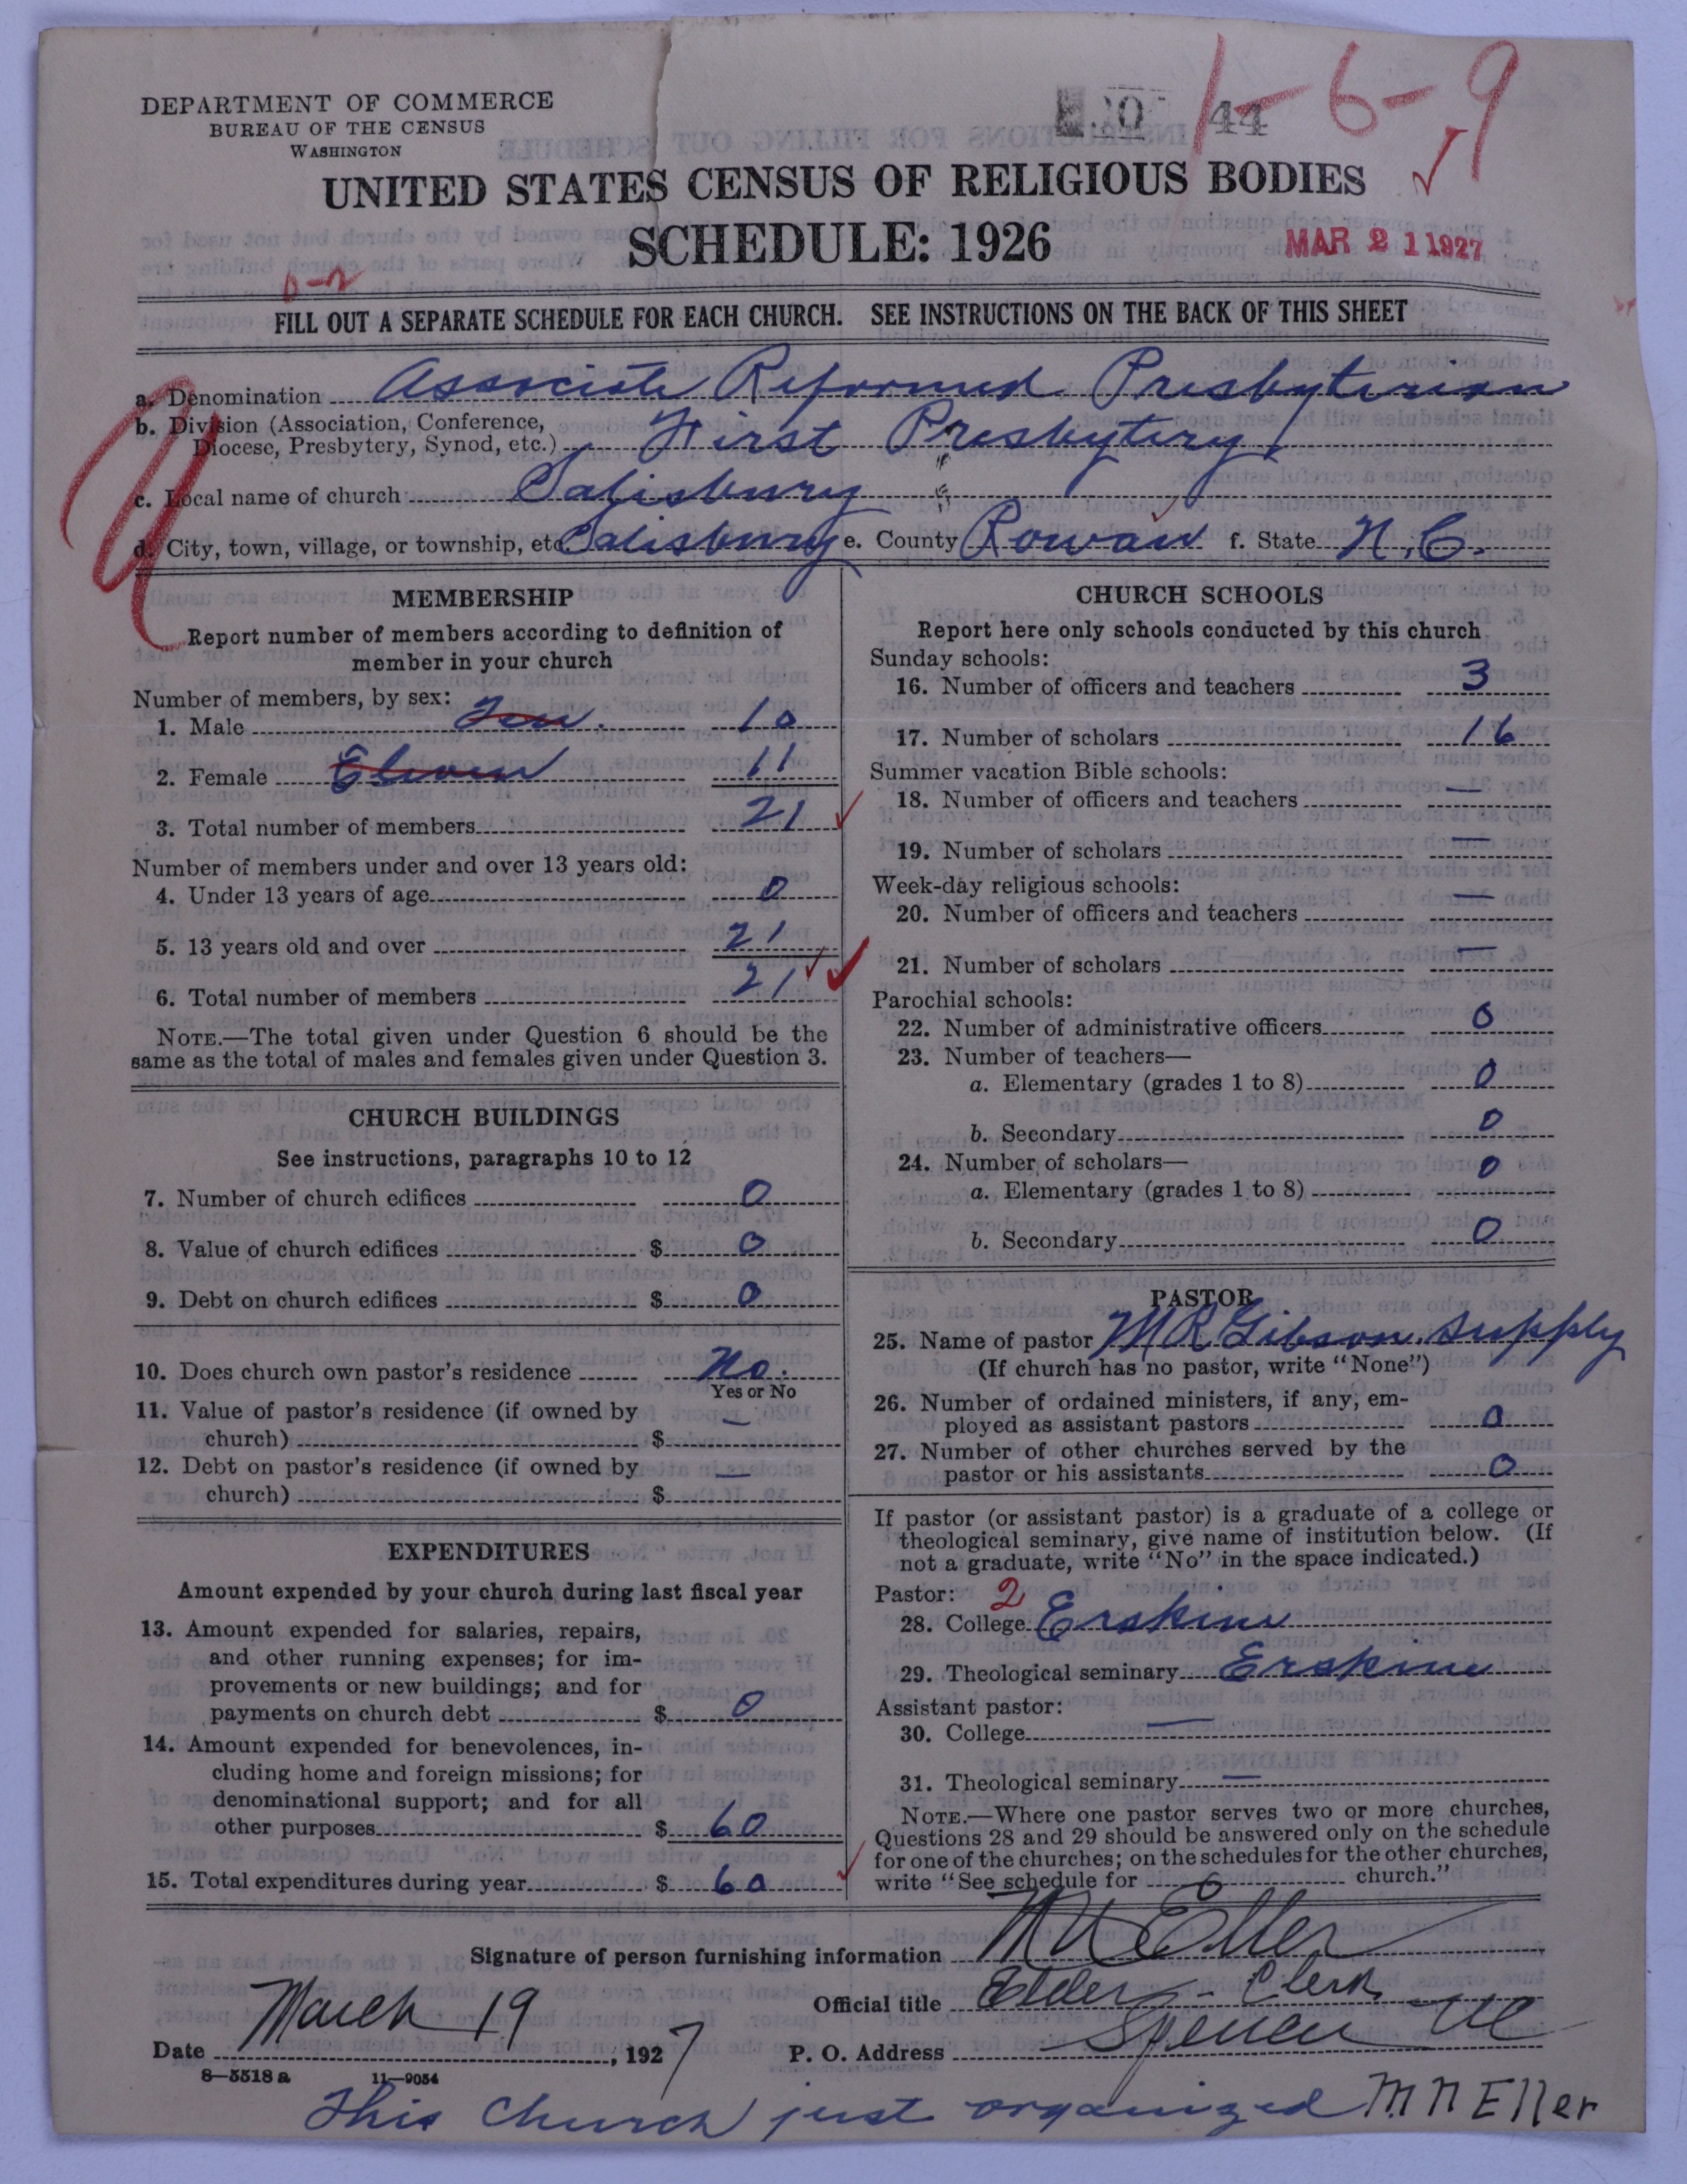 DEPARTMENT OF COMMERCE
BUREAU OF THE CENSUS
WASHINGTON
44
1-6-9
UNITED STATES CENSUS OF RELIGIOUS BODIES
SCHEDULE: 1926
MAR 21 1927
FILL OUT A SEPARATE SCHEDULE FOR EACH CHURCH. SEE INSTRUCTIONS ON THE BACK OF THIS SHEET
a. Denomination Associate Reformed Presbyterian
b. Division (Association, Conference,
Diocese, Presbytery, Synod, etc.) First Presbytery
c. Local name of church Salisbury
d. City, town, village, or township, etc. Salisbury e. County Rowan f. State N.C.
MEMBERSHIP
Report number of members according to definition of
member in your church
Number of members, by sex:
1. Male Ten. 10
2. Female Eleven 11
3. Total number of members 21
Number of members under and over 13 years old:
4. Under 13 years of age 0
5. 13 years old and over 21
6. Total number of members 21
NOTE.—The total given under Question 6 should be the
same as the total of males and females given under Question 3.
CHURCH BUILDINGS
See instructions, paragraphs 10 to 12
7. Number of church edifices 0
8. Value of church edifices $ 0
9. Debt on church edifices $ 0
10. Does church own pastor's residence No.
Yes or No
11. Value of pastor's residence (if owned by
church) $ —
12. Debt on pastor's residence (if owned by
church) $ —
EXPENDITURES
Amount expended by your church during last fiscal year
13. Amount expended for salaries, repairs,
and other running expenses; for im-
provements or new buildings; and for
payments on church debt $ 0
14. Amount expended for benevolences, in-
cluding home and foreign missions; for
denominational support; and for all
other purposes $ 60
15. Total expenditures during year $ 60
CHURCH SCHOOLS
Report here only schools conducted by this church
Sunday schools:
16. Number of officers and teachers 3
17. Number of scholars 16
Summer vacation Bible schools:
18. Number of officers and teachers —
19. Number of scholars —
Week-day religious schools:
20. Number of officers and teachers —
21. Number of scholars —
Parochial schools:
22. Number of administrative officers 0
23. Number of teachers—
a. Elementary (grades 1 to 8) 0
b. Secondary 0
24. Number of scholars—
a. Elementary (grades 1 to 8) 0
b. Secondary 0
PASTOR
25. Name of pastor M R Gibson. Supply
(If church has no pastor, write "None")
26. Number of ordained ministers, if any, em-
ployed as assistant pastors 0
27. Number of other churches served by the
pastor or his assistants 0
If pastor (or assistant pastor) is a graduate of a college or
theological seminary, give name of institution below. (If
not a graduate, write "No" in the space indicated.)
Pastor: 2
28. College Erskine
29. Theological seminary Erskine
Assistant pastor:
30. College —
31. Theological seminary —
NOTE.—Where one pastor serves two or more churches,
Questions 28 and 29 should be answered only on the schedule
for one of the churches; on the schedules for the other churches,
write "See schedule for 0 church."
Signature of person furnishing information M N Eller
Official title Elder - Clerk
Date March 19, 1927 P. O. Address Spencer NC
8—5518a 11—9054
This Church just organized M N Eller